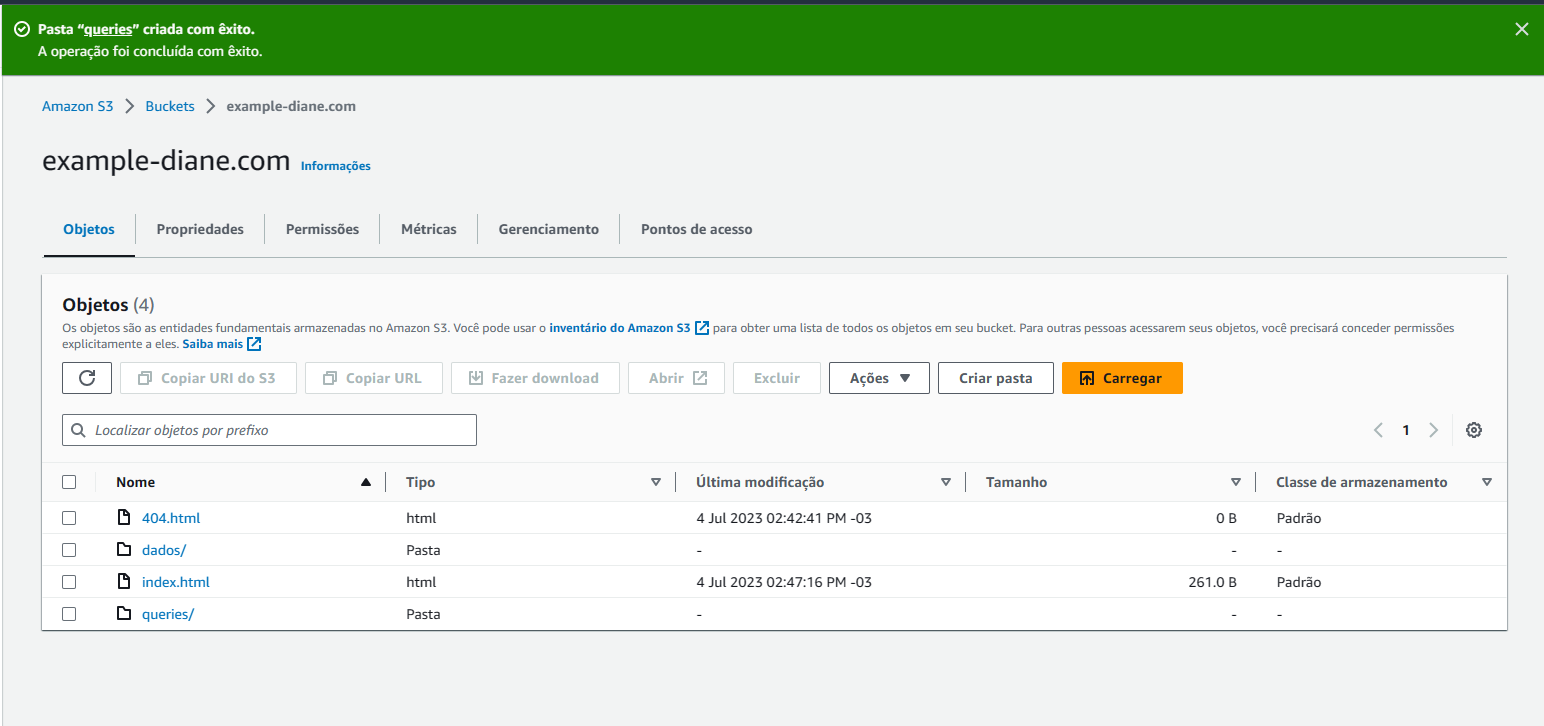 Pasta “queries” criada com êxito.
A operação foi concluída com êxito.
Amazon S3 > Buckets > example-diane.com
example-diane.com Informações
Objetos Propriedades Permissões Métricas Gerenciamento Pontos de acesso
Objetos (4)
Os objetos são as entidades fundamentais armazenadas no Amazon S3. Você pode usar o inventário do Amazon S3 para obter uma lista de todos os objetos em seu bucket. Para outras pessoas acessarem seus objetos, você precisará conceder permissões
explicitamente a eles. Saiba mais
Copiar URI do S3 Copiar URL Fazer download Abrir Excluir Ações Criar pasta Carregar
Localizar objetos por prefixo
1
Nome Tipo Última modificação Tamanho Classe de armazenamento
404.html html 4 Jul 2023 02:42:41 PM -03 0 B Padrão
dados/ Pasta - - -
index.html html 4 Jul 2023 02:47:16 PM -03 261.0 B Padrão
queries/ Pasta - - -